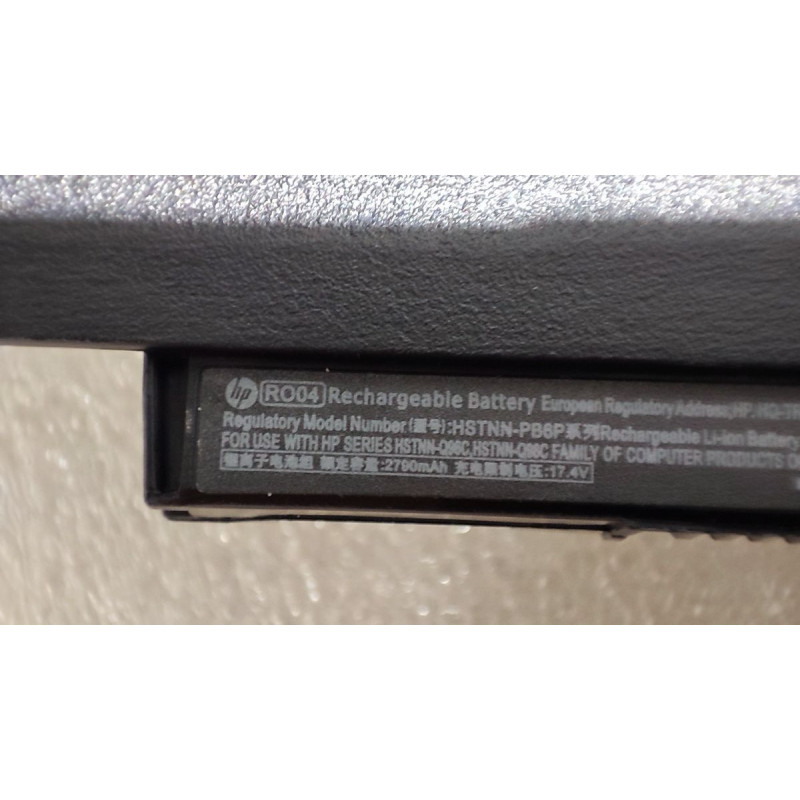 hp RO04 Rechargeable Battery European Regulatory Address:HP, HQ-TR
Regulatory Model Number (型号):HSTNN-PB6P系列Rechargeable Li-ion Battery
FOR USE WITH HP SERIES HSTNN-Q98C, HSTNN-Q99C FAMILY OF COMPUTER PRODUCTS O
锂离子电池组 额定容量:2790mAh 充电限制电压:17.4V